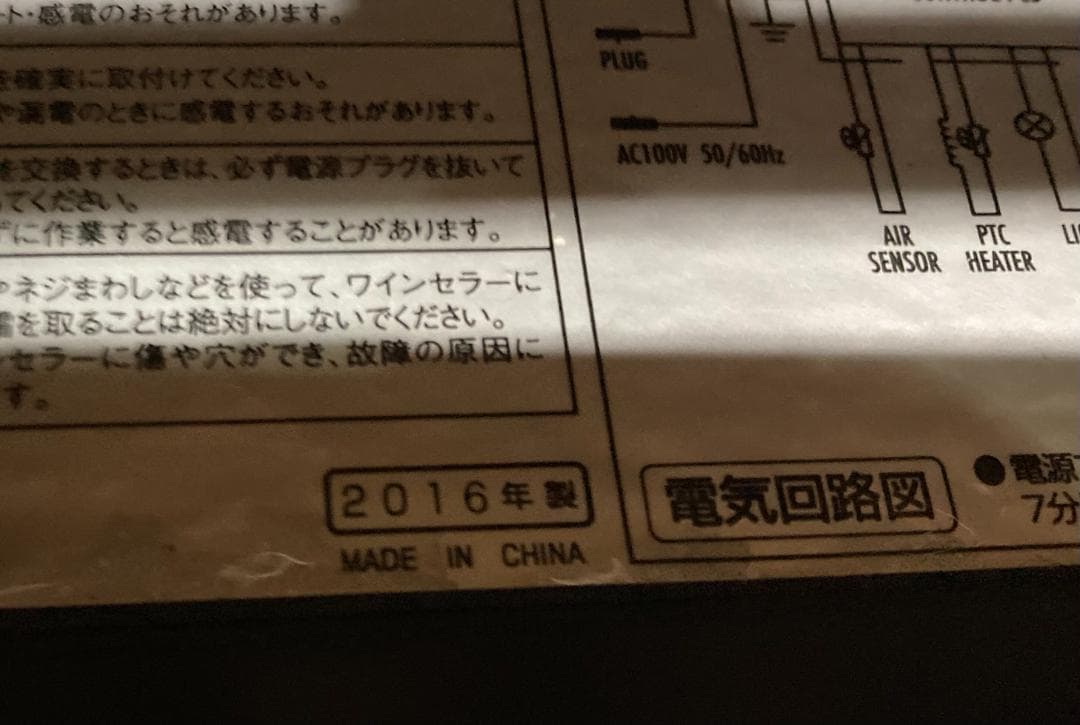 ート・感電のおそれがあります。
を確実に取付けてください。
や漏電のときに感電するおそれがあります。
を交換するときは、必ず電源プラグを抜いて
ってください。
ずに作業すると感電することがあります。
やネジまわしなどを使って、ワインセラーに
霜を取ることは絶対にしないでください。
ンセラーに傷や穴ができ、故障の原因に
す。
2016年製
MADE IN CHINA
PLUG
AC100V 50/60Hz
AIR
SENSOR
PTC
HEATER
LI
電気回路図
●電源
7分